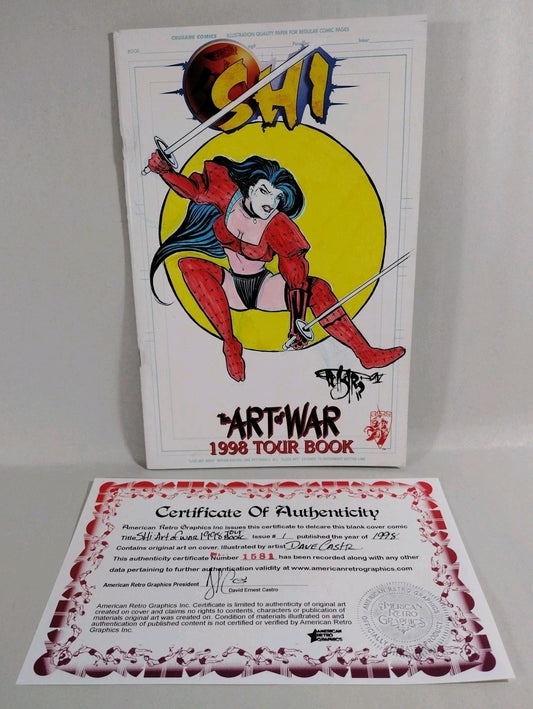 CRUSADE COMICS ILLUSTRATION QUALITY PAPER FOR REGULAR COMIC PAGES
BOOK
SHI
the ART of WAR
1998 TOUR BOOK
Certificate Of Authenticity
American Retro Graphics Inc issues this certificate to delcare this blank cover comic
Title SHi Art of War 1998 Tour Book Issue # 1 published the year of 1998
Contains original art on cover. Illustrated by artist Dave Castr
This authenticity certificate number No. 1581 has been recorded along with any other
data pertaining to further authentication validity at www.americanretrographics.com
American Retro Graphics President
David Ernest Castro
American Retro Graphics Inc. Certificate is limited to authenticity of original art
created on cover and claims no rights to contents, characters or publication of
materials original art was created on. Condition of materials illustrated on and
authentication of published content is not certified or verified by American Retro
Graphics Inc.
AMERICAN
RETRO
GRAPHICS
AMERICAN
RETRO
GRAPHICS